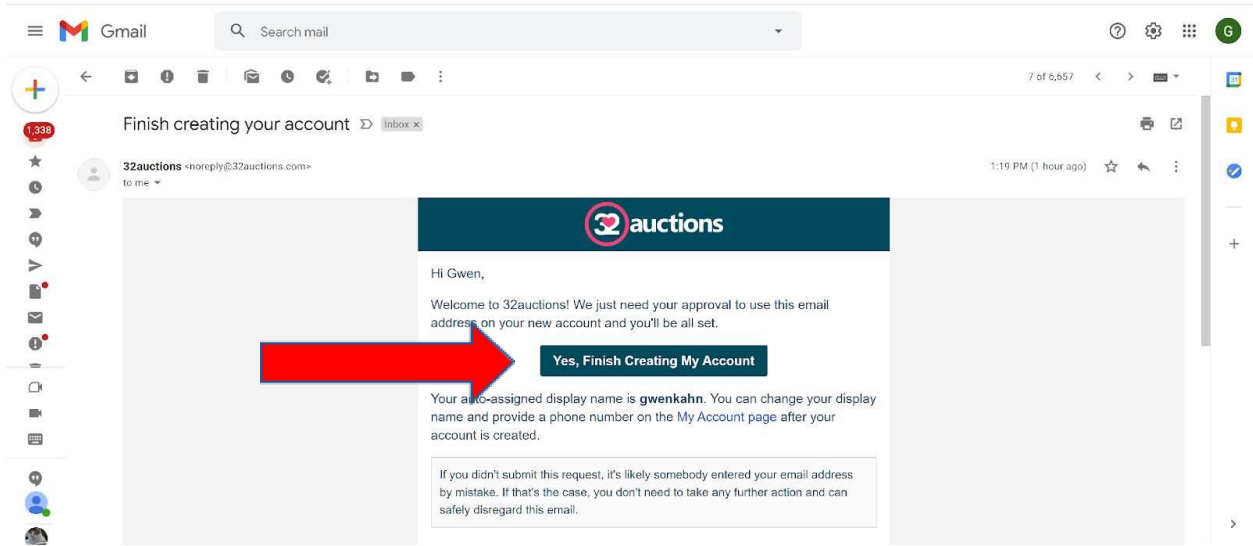 Gmail
Search mail
G
7 of 6,657
31
1,338
Finish creating your account
Inbox x
32auctions <noreply@32auctions.com>
1:19 PM (1 hour ago)
to me
32auctions
Hi Gwen,
Welcome to 32auctions! We just need your approval to use this email
address on your new account and you'll be all set.
Yes, Finish Creating My Account
Your auto-assigned display name is gwenkahn. You can change your display
name and provide a phone number on the My Account page after your
account is created.
If you didn't submit this request, it's likely somebody entered your email address
by mistake. If that's the case, you don't need to take any further action and can
safely disregard this email.